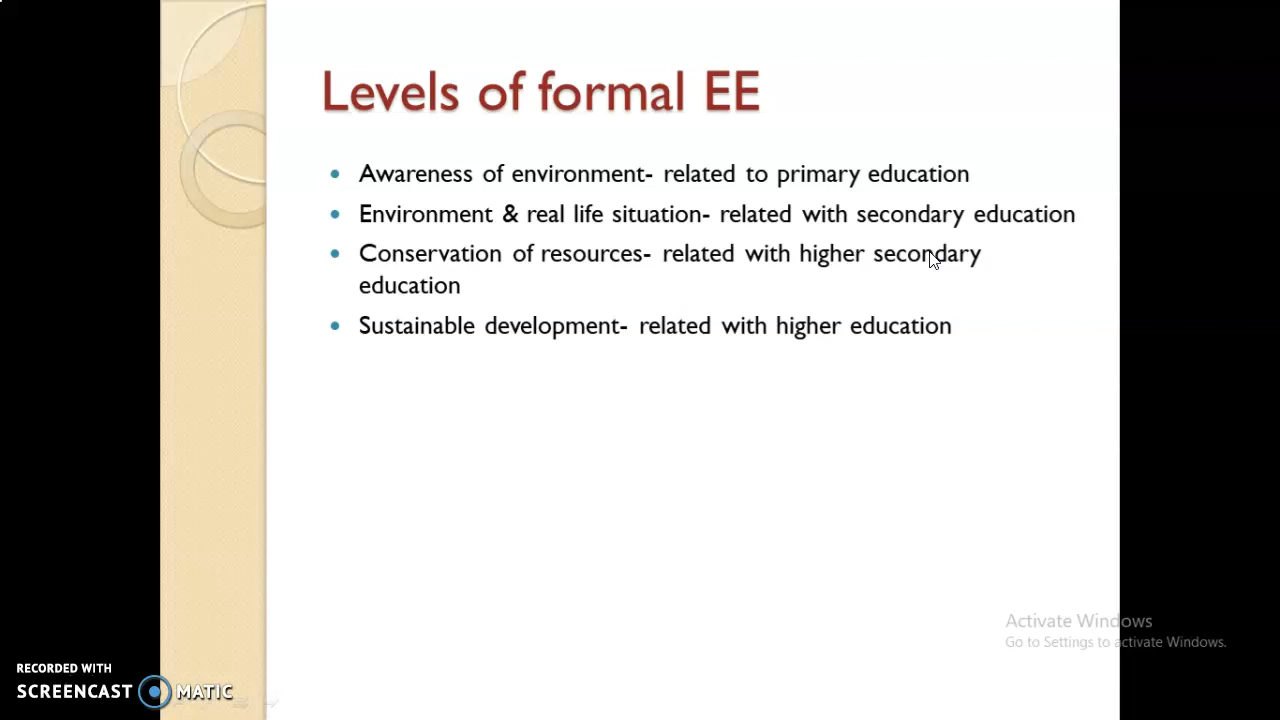 Levels of formal EE
Awareness of environment- related to primary education
Environment & real life situation- related with secondary education
Conservation of resources- related with higher secondary
education
Sustainable development- related with higher education
Activate Windows
Go to Settings to activate Windows.
RECORDED WITH
SCREENCAST MATIC